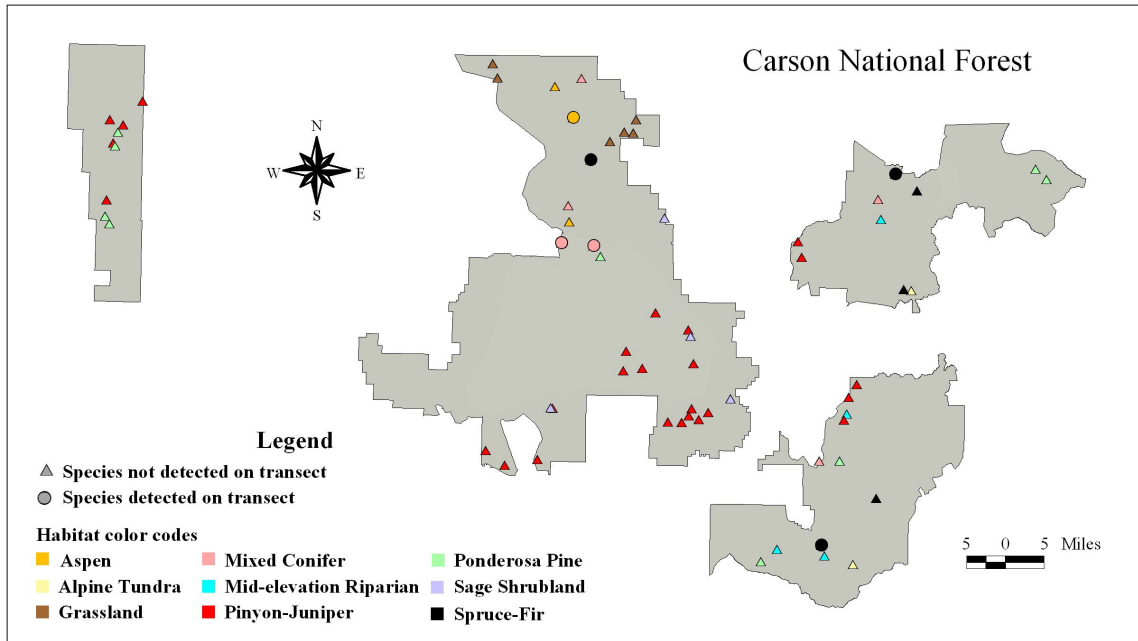 Carson National Forest
N
W E
S
Legend
Species not detected on transect
Species detected on transect
Habitat color codes
Aspen
Mixed Conifer
Ponderosa Pine
Alpine Tundra
Mid-elevation Riparian
Sage Shrubland
Grassland
Pinyon-Juniper
Spruce-Fir
5 0 5 Miles